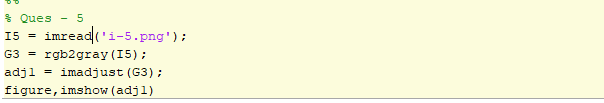 %%
% Ques - 5
I5 = imread('i-5.png');
G3 = rgb2gray(I5);
adj1 = imadjust(G3);
figure,imshow(adj1)